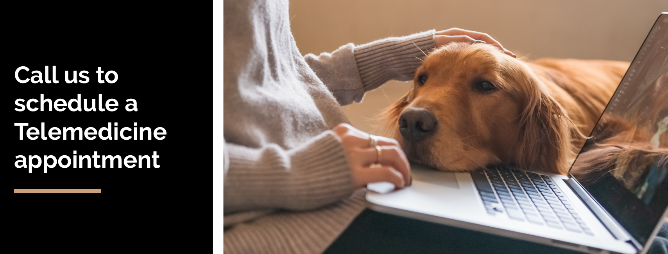 Call us to
schedule a
Telemedicine
appointment